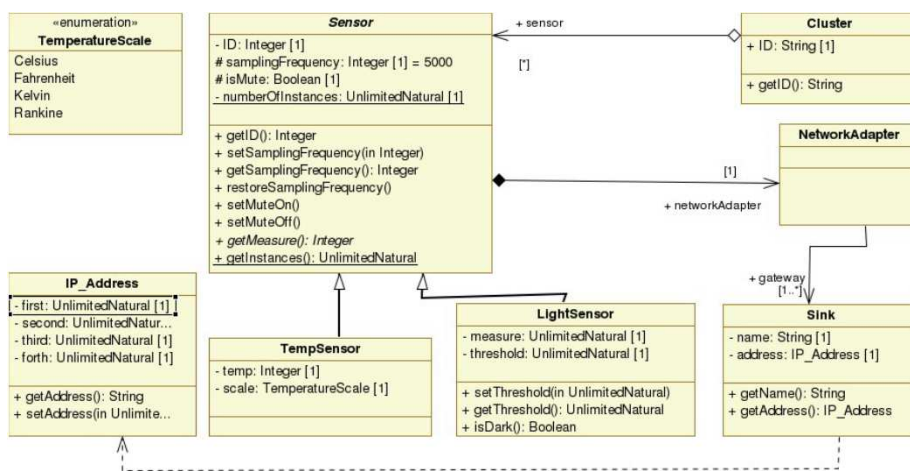 «enumeration»
TemperatureScale
Celsius
Fahrenheit
Kelvin
Rankine
Sensor
- ID: Integer [1]
# samplingFrequency: Integer [1] = 5000
# isMute: Boolean [1]
- numberOfInstances: UnlimitedNatural [1]
+ getID(): Integer
+ setSamplingFrequency(in Integer)
+ getSamplingFrequency(): Integer
+ restoreSamplingFrequency()
+ setMuteOn()
+ setMuteOff()
+ getMeasure(): Integer
+ getInstances(): UnlimitedNatural
+ sensor
[*]
Cluster
+ ID: String [1]
+ getID(): String
NetworkAdapter
[1]
+ networkAdapter
+ gateway
[1..*]
IP_Address
- first: UnlimitedNatural [1]
- second: UnlimitedNatur...
- third: UnlimitedNatural [1]
- forth: UnlimitedNatural [1]
+ getAddress(): String
+ setAddress(in Unlimite...
TempSensor
- temp: Integer [1]
- scale: TemperatureScale [1]
LightSensor
- measure: UnlimitedNatural [1]
- threshold: UnlimitedNatural [1]
+ setThreshold(in UnlimitedNatural)
+ getThreshold(): UnlimitedNatural
+ isDark(): Boolean
Sink
- name: String [1]
- address: IP_Address [1]
+ getName(): String
+ getAddress(): IP_Address